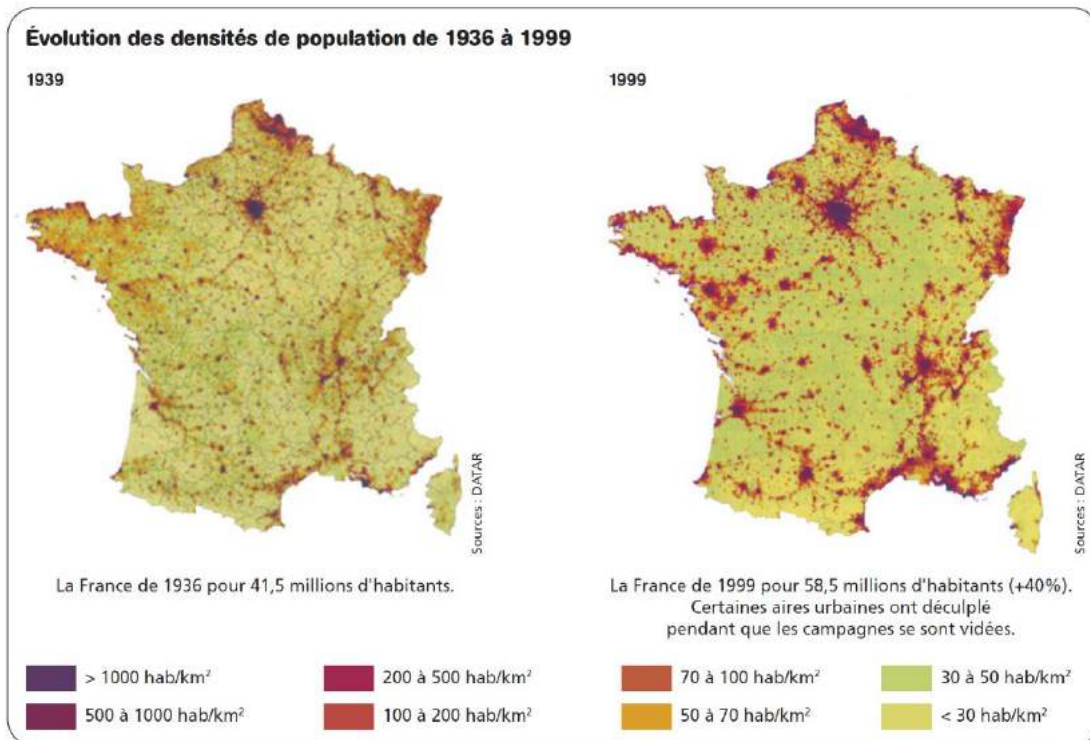 Évolution des densités de population de 1936 à 1999
1939
1999
Sources : DATAR
Sources : DATAR
La France de 1936 pour 41,5 millions d'habitants.
La France de 1999 pour 58,5 millions d'habitants (+40%).
Certaines aires urbaines ont déculplé
pendant que les campagnes se sont vidées.
> 1000 hab/km²
200 à 500 hab/km²
70 à 100 hab/km²
30 à 50 hab/km²
500 à 1000 hab/km²
100 à 200 hab/km²
50 à 70 hab/km²
< 30 hab/km²